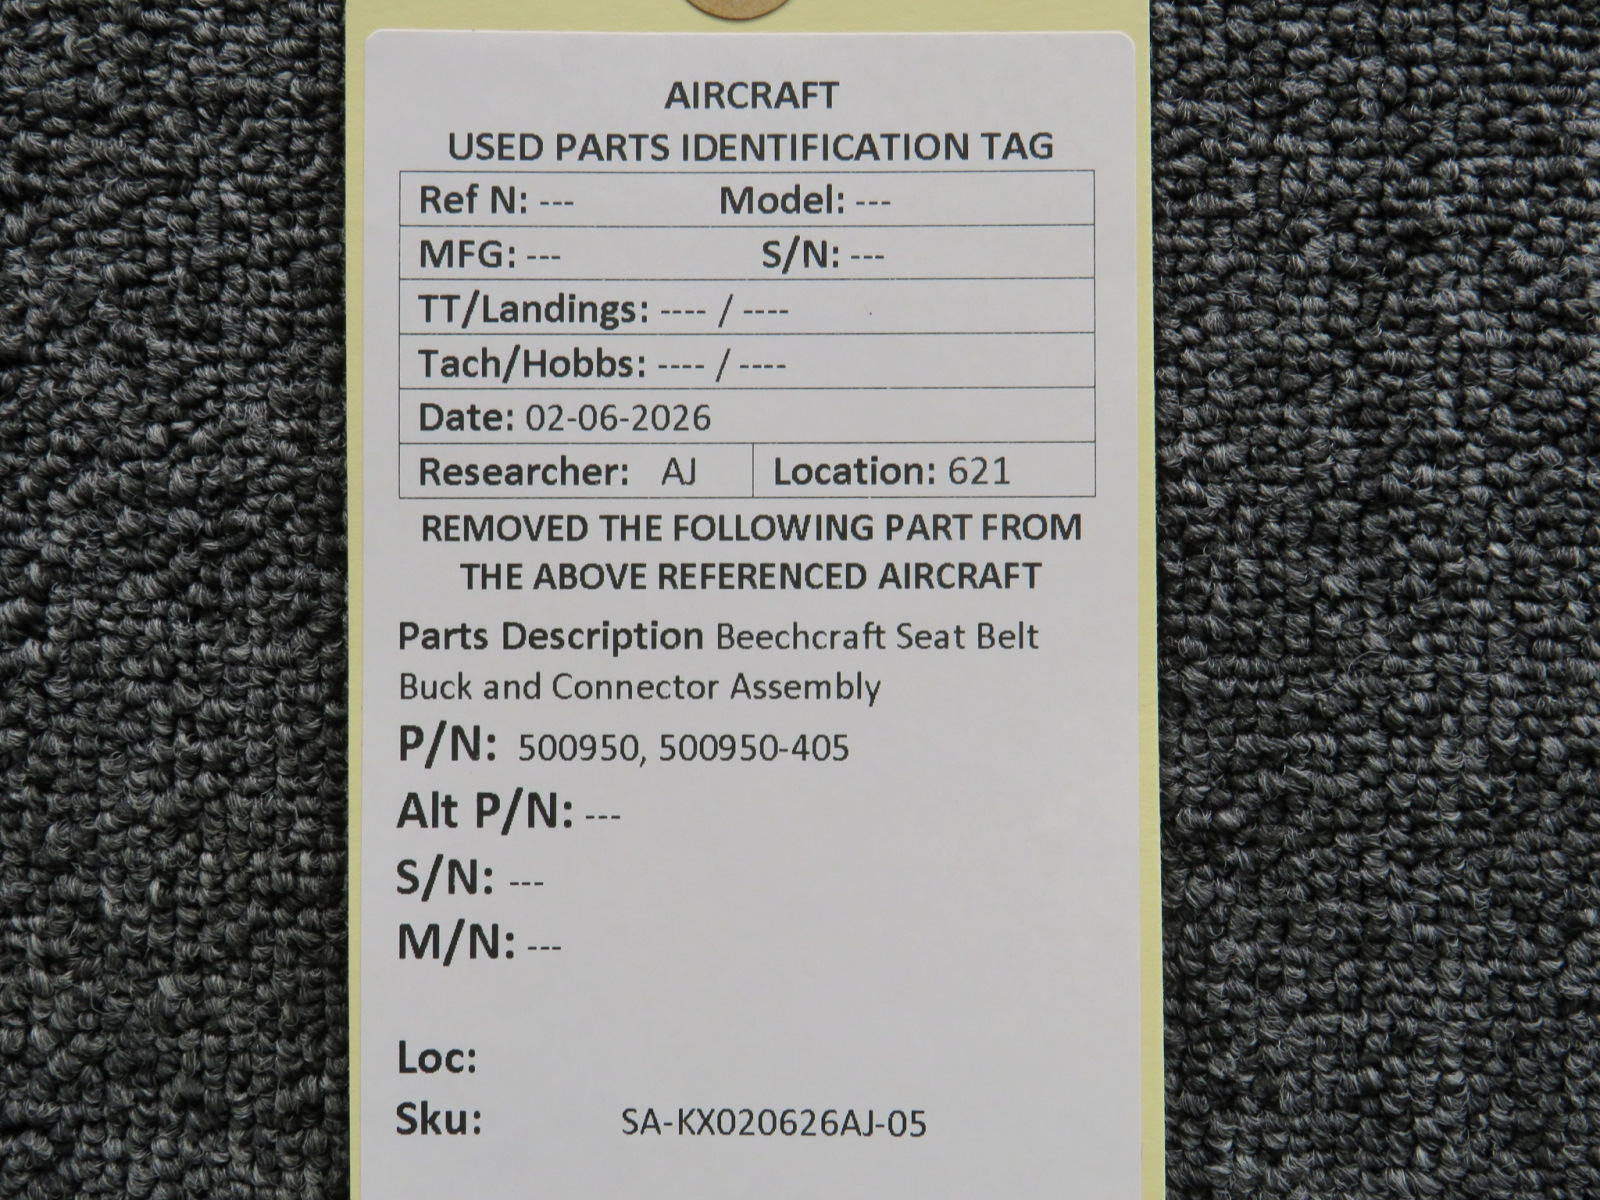 AIRCRAFT
USED PARTS IDENTIFICATION TAG
Ref N: --- Model: ---
MFG: --- S/N: ---
TT/Landings: ---- / ----
Tach/Hobbs: ---- / ----
Date: 02-06-2026
Researcher: AJ Location: 621
REMOVED THE FOLLOWING PART FROM
THE ABOVE REFERENCED AIRCRAFT
Parts Description Beechcraft Seat Belt
Buck and Connector Assembly
P/N: 500950, 500950-405
Alt P/N: ---
S/N: ---
M/N: ---
Loc:
Sku: SA-KX020626AJ-05